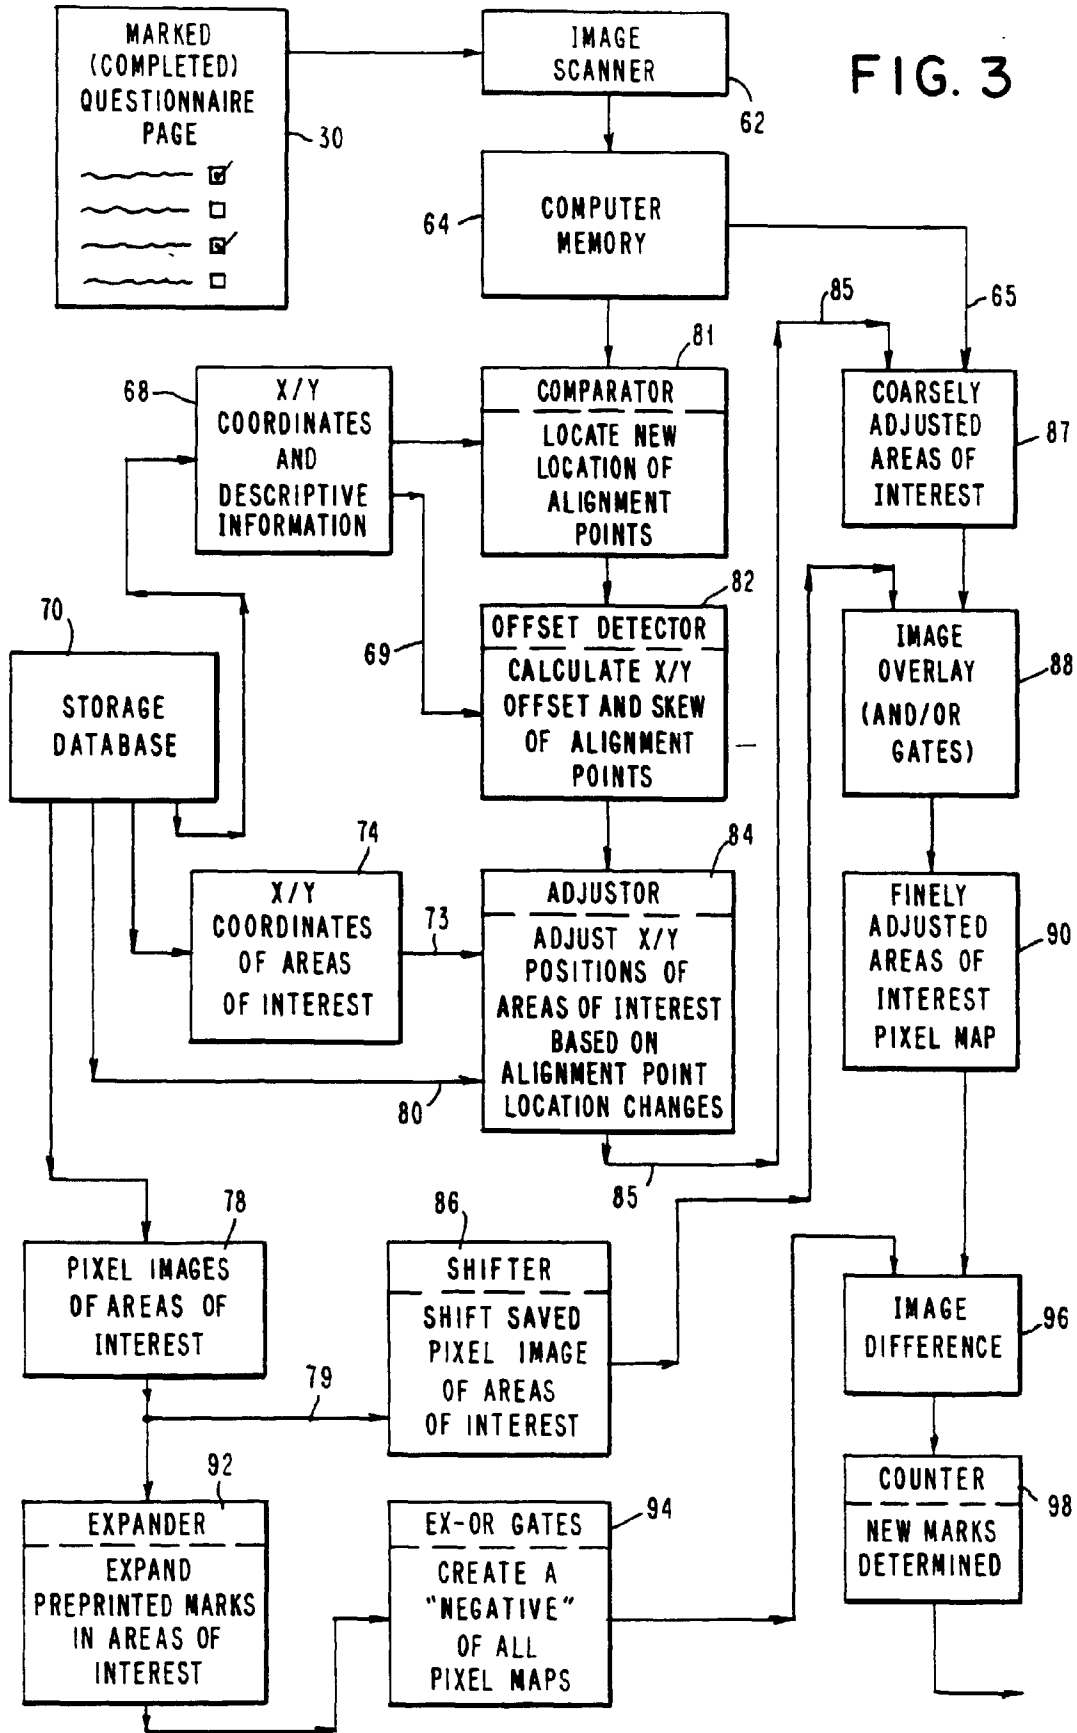 MARKED
(COMPLETED)
QUESTIONNAIRE
PAGE
30
IMAGE
SCANNER
62
FIG. 3
COMPUTER
MEMORY
64
65
85
81
COMPARATOR
LOCATE NEW
LOCATION OF
ALIGNMENT
POINTS
68
X/Y
COORDINATES
AND
DESCRIPTIVE
INFORMATION
COARSELY
ADJUSTED
AREAS OF
INTEREST
87
82
OFFSET DETECTOR
CALCULATE X/Y
OFFSET AND SKEW
OF ALIGNMENT
POINTS
69
70
STORAGE
DATABASE
IMAGE
OVERLAY
(AND/OR
GATES)
88
74
X/Y
COORDINATES
OF AREAS
OF INTEREST
73
84
ADJUSTOR
ADJUST X/Y
POSITIONS OF
AREAS OF INTEREST
BASED ON
ALIGNMENT POINT
LOCATION CHANGES
80
85
FINELY
ADJUSTED
AREAS OF
INTEREST
PIXEL MAP
90
78
PIXEL IMAGES
OF AREAS OF
INTEREST
79
86
SHIFTER
SHIFT SAVED
PIXEL IMAGE
OF AREAS
OF INTEREST
IMAGE
DIFFERENCE
96
92
EXPANDER
EXPAND
PREPRINTED MARKS
IN AREAS OF
INTEREST
EX-OR GATES
94
CREATE A
"NEGATIVE"
OF ALL
PIXEL MAPS
COUNTER
98
NEW MARKS
DETERMINED